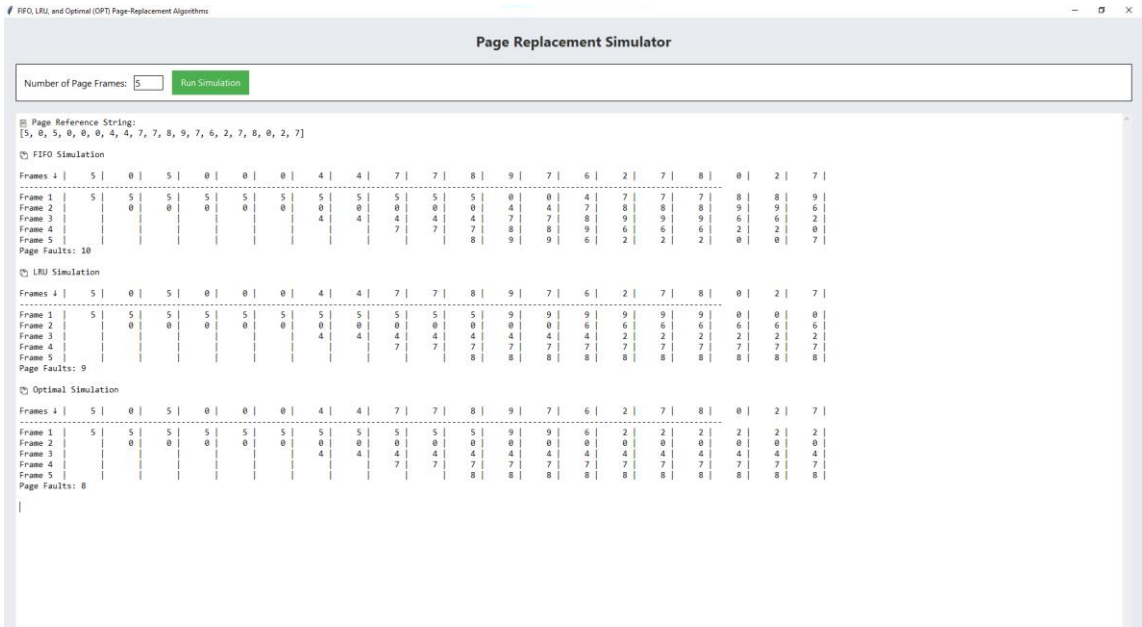 FIFO, LRU, and Optimal (OPT) Page-Replacement Algorithms
Page Replacement Simulator
Number of Page Frames: 5 Run Simulation
Page Reference String:
[5, 0, 5, 0, 0, 0, 4, 4, 7, 7, 8, 9, 7, 6, 2, 7, 8, 0, 2, 7]
FIFO Simulation
Frames ↓ | 5 | 0 | 5 | 0 | 0 | 0 | 4 | 4 | 7 | 7 | 8 | 9 | 7 | 6 | 2 | 7 | 8 | 0 | 2 | 7 |
--------------------------------------------------------------------------------
Frame 1 | 5 | 5 | 5 | 5 | 5 | 5 | 5 | 5 | 5 | 5 | 5 | 0 | 0 | 4 | 7 | 7 | 7 | 8 | 8 | 9 |
Frame 2 | | 0 | 0 | 0 | 0 | 0 | 0 | 0 | 0 | 0 | 0 | 4 | 4 | 7 | 8 | 8 | 8 | 9 | 9 | 6 |
Frame 3 | | | | | | | 4 | 4 | 4 | 4 | 4 | 7 | 7 | 8 | 9 | 9 | 9 | 6 | 6 | 2 |
Frame 4 | | | | | | | | | 7 | 7 | 7 | 8 | 8 | 9 | 6 | 6 | 6 | 2 | 2 | 0 |
Frame 5 | | | | | | | | | | | 8 | 9 | 9 | 6 | 2 | 2 | 2 | 0 | 0 | 7 |
Page Faults: 10
LRU Simulation
Frames ↓ | 5 | 0 | 5 | 0 | 0 | 0 | 4 | 4 | 7 | 7 | 8 | 9 | 7 | 6 | 2 | 7 | 8 | 0 | 2 | 7 |
--------------------------------------------------------------------------------
Frame 1 | 5 | 5 | 5 | 5 | 5 | 5 | 5 | 5 | 5 | 5 | 5 | 9 | 9 | 9 | 9 | 9 | 9 | 0 | 0 | 0 |
Frame 2 | | 0 | 0 | 0 | 0 | 0 | 0 | 0 | 0 | 0 | 0 | 0 | 0 | 6 | 6 | 6 | 6 | 6 | 6 | 6 |
Frame 3 | | | | | | | 4 | 4 | 4 | 4 | 4 | 4 | 4 | 4 | 2 | 2 | 2 | 2 | 2 | 2 |
Frame 4 | | | | | | | | | 7 | 7 | 7 | 7 | 7 | 7 | 7 | 7 | 7 | 7 | 7 | 7 |
Frame 5 | | | | | | | | | | | 8 | 8 | 8 | 8 | 8 | 8 | 8 | 8 | 8 | 8 |
Page Faults: 9
Optimal Simulation
Frames ↓ | 5 | 0 | 5 | 0 | 0 | 0 | 4 | 4 | 7 | 7 | 8 | 9 | 7 | 6 | 2 | 7 | 8 | 0 | 2 | 7 |
--------------------------------------------------------------------------------
Frame 1 | 5 | 5 | 5 | 5 | 5 | 5 | 5 | 5 | 5 | 5 | 5 | 9 | 9 | 6 | 2 | 2 | 2 | 2 | 2 | 2 |
Frame 2 | | 0 | 0 | 0 | 0 | 0 | 0 | 0 | 0 | 0 | 0 | 0 | 0 | 0 | 0 | 0 | 0 | 0 | 0 | 0 |
Frame 3 | | | | | | | 4 | 4 | 4 | 4 | 4 | 4 | 4 | 4 | 4 | 4 | 4 | 4 | 4 | 4 |
Frame 4 | | | | | | | | | 7 | 7 | 7 | 7 | 7 | 7 | 7 | 7 | 7 | 7 | 7 | 7 |
Frame 5 | | | | | | | | | | | 8 | 8 | 8 | 8 | 8 | 8 | 8 | 8 | 8 | 8 |
Page Faults: 8